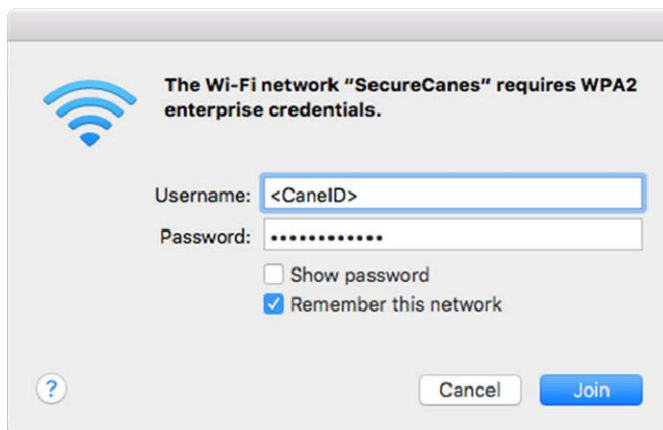 The Wi-Fi network “SecureCanes” requires WPA2
enterprise credentials.
Username: <CaneID>
Password: ••••••••••••
Show password
Remember this network
? Cancel Join